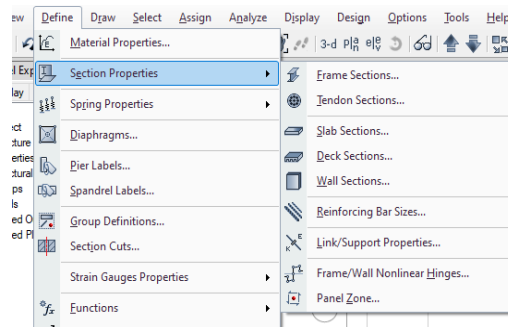 ew Define Draw Select Assign Analyze Display Design Options Tools Help
Material Properties... 3-d
Section Properties
Spring Properties
Diaphragms...
Pier Labels...
Spandrel Labels...
Group Definitions...
Section Cuts...
Strain Gauges Properties
Functions
Frame Sections...
Tendon Sections...
Slab Sections...
Deck Sections...
Wall Sections...
Reinforcing Bar Sizes...
Link/Support Properties...
Frame/Wall Nonlinear Hinges...
Panel Zone...